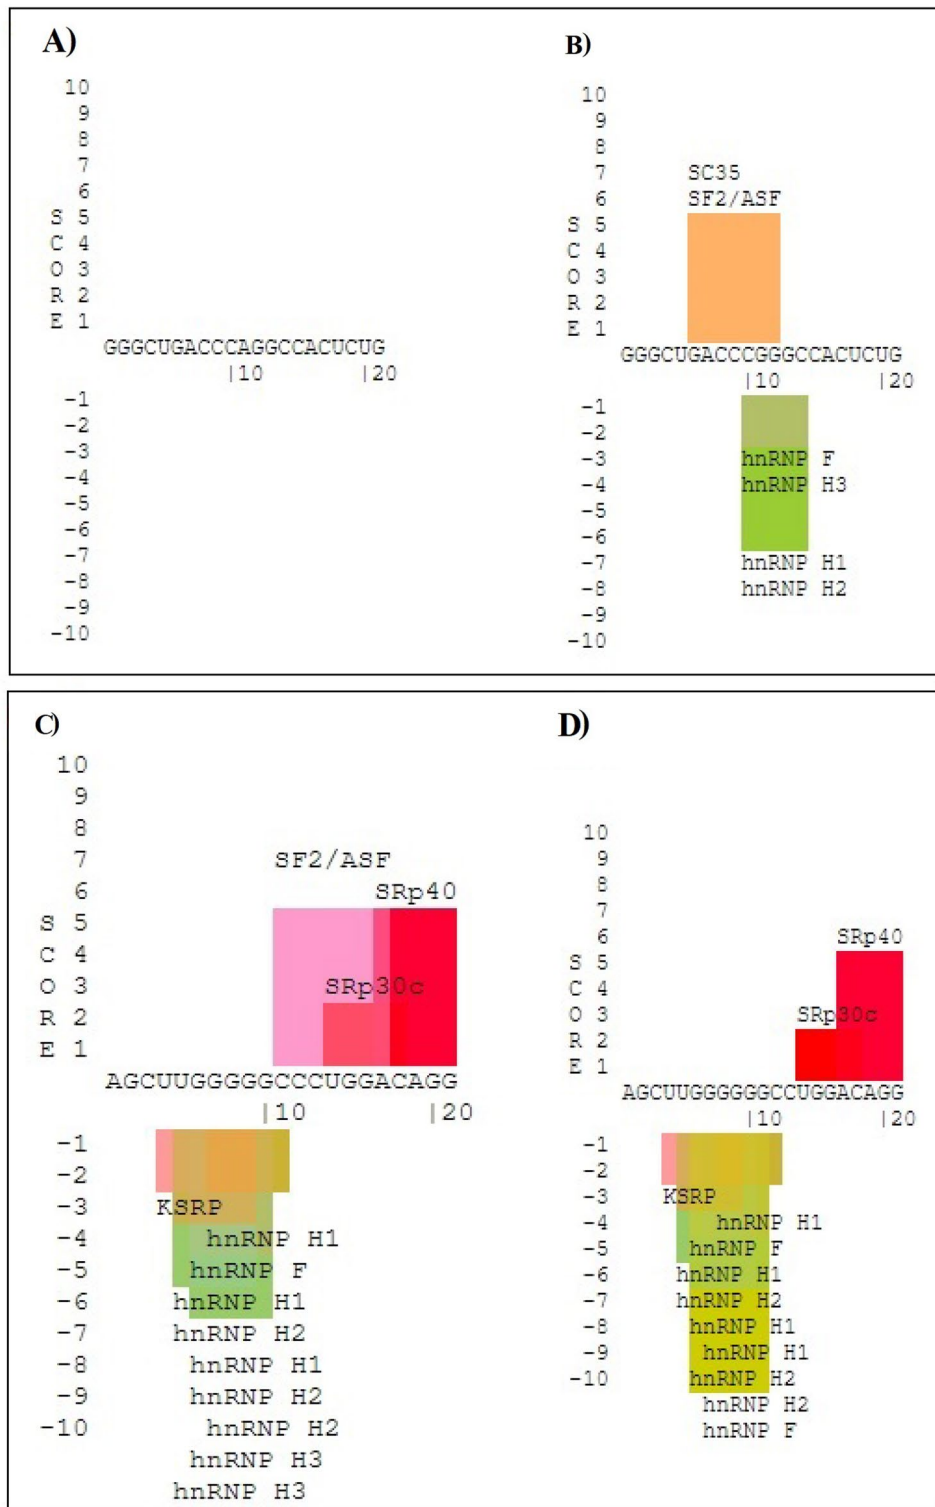 A)
10
9
8
7
6
S 5
C 4
O 3
R 2
E 1
GGGCUGACCCAGGCCACUCUG
|10 |20
-1
-2
-3
-4
-5
-6
-7
-8
-9
-10
B)
10
9
8
7 SC35
6 SF2/ASF
S 5
C 4
O 3
R 2
E 1
GGGCUGACCCGGGCCACUCUG
|10 |20
-1
-2
-3 hnRNP F
-4 hnRNP H3
-5
-6
-7 hnRNP H1
-8 hnRNP H2
-9
-10
C)
10
9
8
7 SF2/ASF
6 SRp40
S 5
C 4
O 3 SRp30c
R 2
E 1
AGCUUGGGGGCCCUGGACAGG
|10 |20
-1
-2
-3 KSRP
-4 hnRNP H1
-5 hnRNP F
-6 hnRNP H1
-7 hnRNP H2
-8 hnRNP H1
-9 hnRNP H2
-10 hnRNP H2
hnRNP H3
hnRNP H3
D)
10
9
8
7
6 SRp40
S 5
C 4
O 3 SRp30c
R 2
E 1
AGCUUGGGGGGCCUGGACAGG
|10 |20
-1
-2
-3 KSRP
-4 hnRNP H1
-5 hnRNP F
-6 hnRNP H1
-7 hnRNP H2
-8 hnRNP H1
-9 hnRNP H1
-10 hnRNP H2
hnRNP H2
hnRNP F